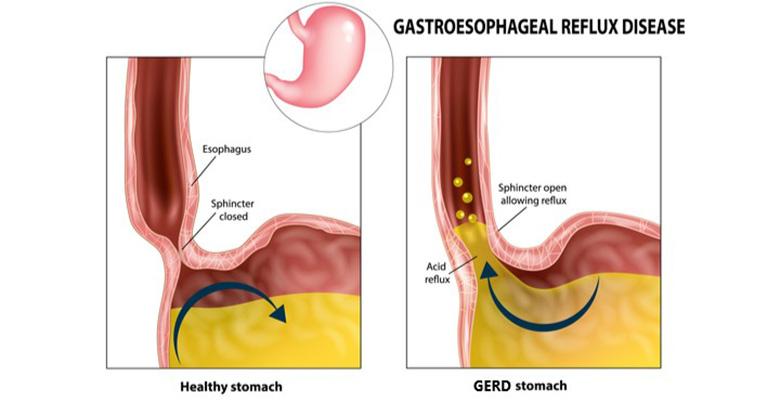 GASTROESOPHAGEAL REFLUX DISEASE
Esophagus
Sphincter
closed
Healthy stomach
Sphincter open
allowing reflux
Acid
reflux
GERD stomach